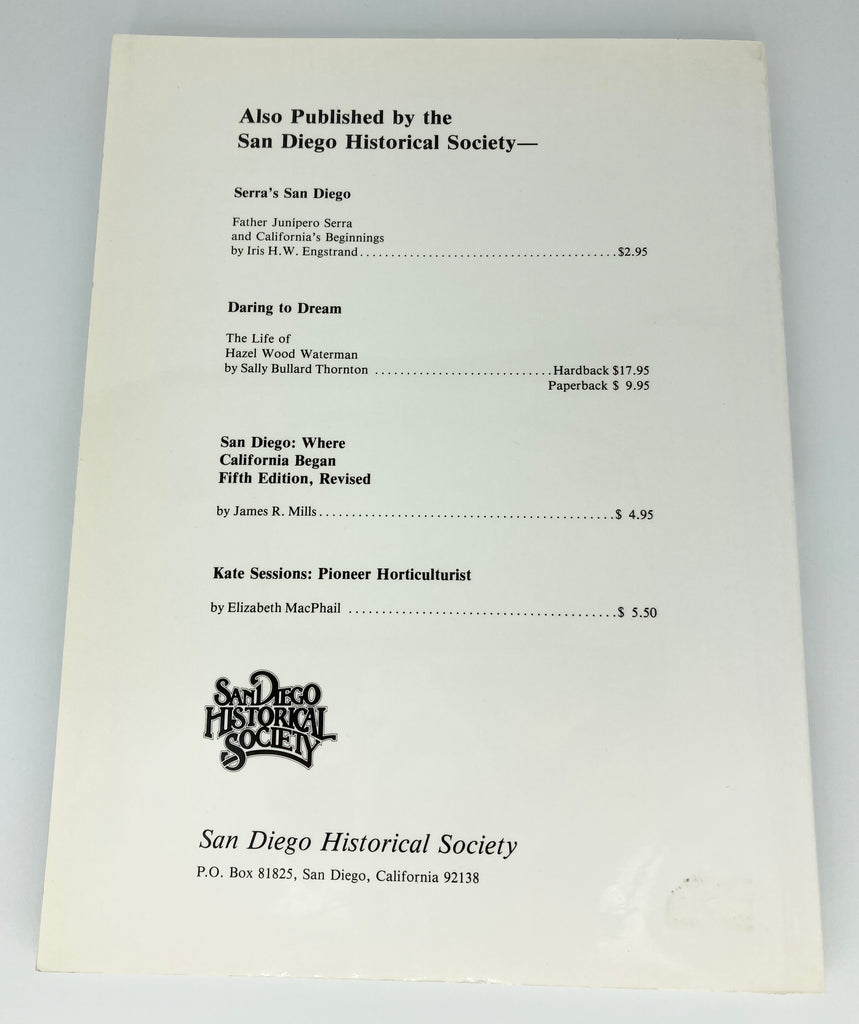 Also Published by the
San Diego Historical Society—
Serra's San Diego
Father Junípero Serra
and California's Beginnings
by Iris H.W. Engstrand........................................$2.95
Daring to Dream
The Life of
Hazel Wood Waterman
by Sally Bullard Thornton ...........................Hardback $17.95
Paperback $ 9.95
San Diego: Where
California Began
Fifth Edition, Revised
by James R. Mills.............................................$ 4.95
Kate Sessions: Pioneer Horticulturist
by Elizabeth MacPhail .........................................$ 5.50
SAN DIEGO
HISTORICAL
SOCIETY
San Diego Historical Society
P.O. Box 81825, San Diego, California 92138